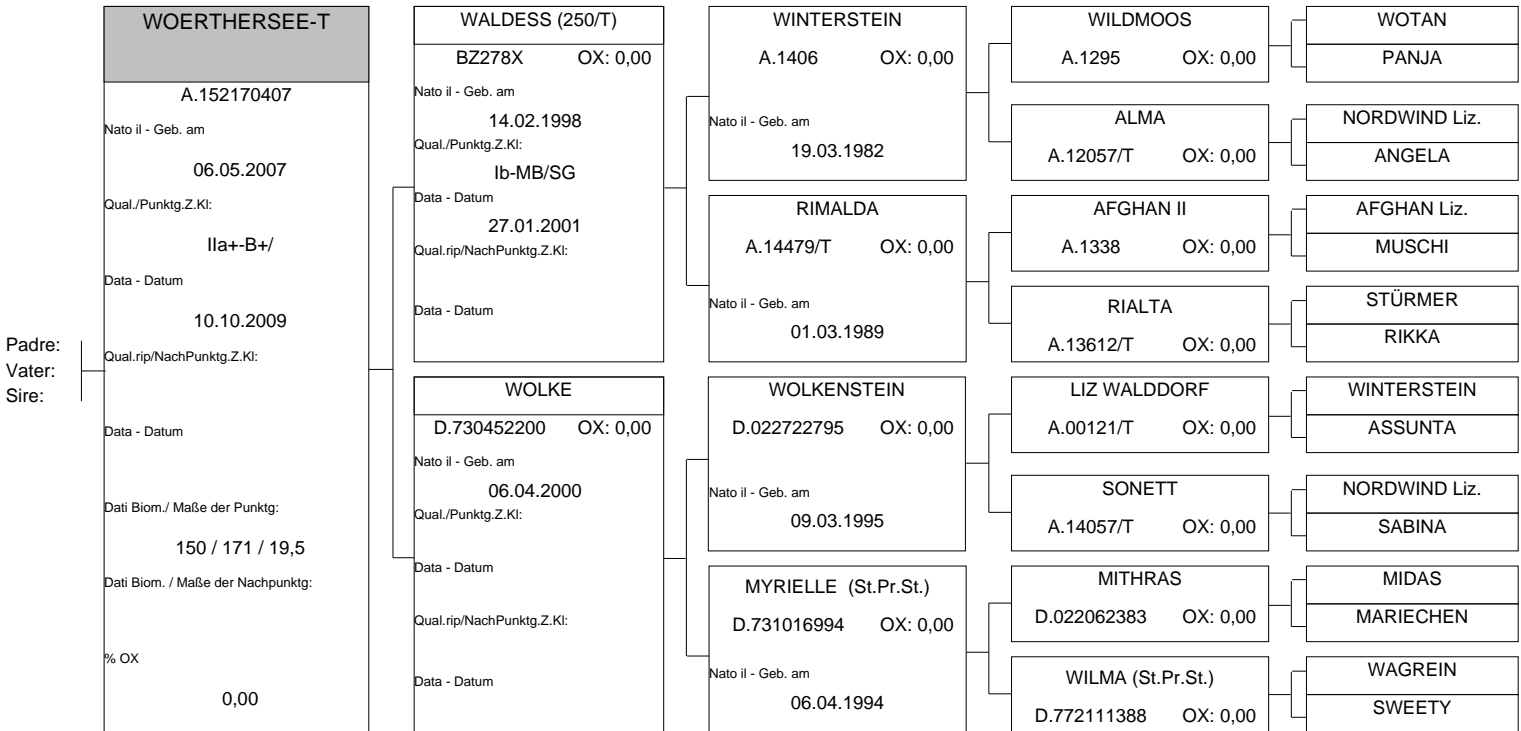 Padre:
Vater:
Sire:
WOERTHERSEE-T
A.152170407
Nato il - Geb. am
06.05.2007
Qual./Punktg.Z.Kl:
IIa+-B+/
Data - Datum
10.10.2009
Qual.rip/NachPunktg.Z.Kl:
Data - Datum
Dati Biom./ Maße der Punktg:
150 / 171 / 19,5
Dati Biom. / Maße der Nachpunktg:
% OX
0,00
WALDESS (250/T)
BZ278X OX: 0,00
Nato il - Geb. am
14.02.1998
Qual./Punktg.Z.Kl:
Ib-MB/SG
Data - Datum
27.01.2001
Qual.rip/NachPunktg.Z.Kl:
Data - Datum
WOLKE
D.730452200 OX: 0,00
Nato il - Geb. am
06.04.2000
Qual./Punktg.Z.Kl:
Data - Datum
Qual.rip/NachPunktg.Z.Kl:
Data - Datum
WINTERSTEIN
A.1406 OX: 0,00
Nato il - Geb. am
19.03.1982
RIMALDA
A.14479/T OX: 0,00
Nato il - Geb. am
01.03.1989
WOLKENSTEIN
D.022722795 OX: 0,00
Nato il - Geb. am
09.03.1995
MYRIELLE (St.Pr.St.)
D.731016994 OX: 0,00
Nato il - Geb. am
06.04.1994
WILDMOOS
A.1295 OX: 0,00
ALMA
A.12057/T OX: 0,00
AFGHAN II
A.1338 OX: 0,00
RIALTA
A.13612/T OX: 0,00
LIZ WALDDORF
A.00121/T OX: 0,00
SONETT
A.14057/T OX: 0,00
MITHRAS
D.022062383 OX: 0,00
WILMA (St.Pr.St.)
D.772111388 OX: 0,00
WOTAN
PANJA
NORDWIND Liz.
ANGELA
AFGHAN Liz.
MUSCHI
STÜRMER
RIKKA
WINTERSTEIN
ASSUNTA
NORDWIND Liz.
SABINA
MIDAS
MARIECHEN
WAGREIN
SWEETY